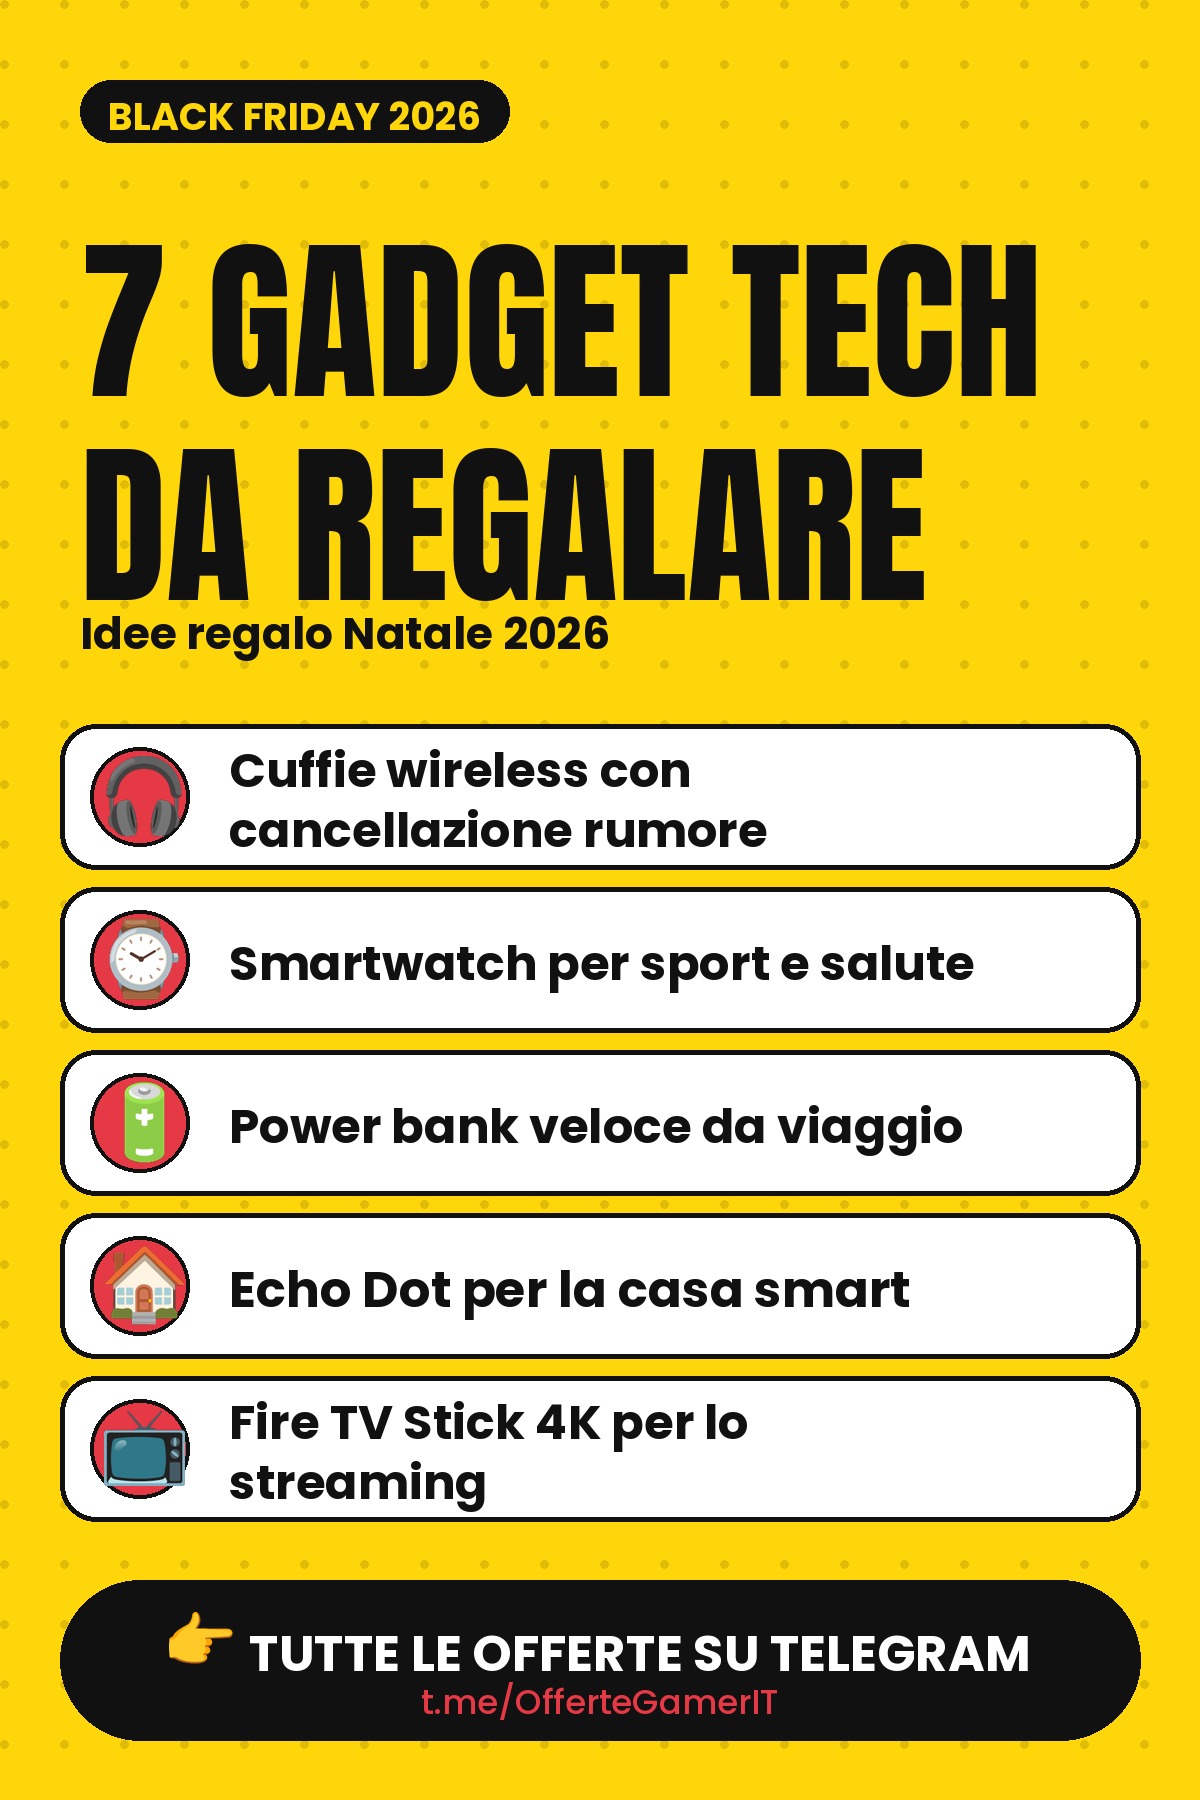 BLACK FRIDAY 2026
7 GADGET TECH
DA REGALARE
Idee regalo Natale 2026
Cuffie wireless con
cancellazione rumore
Smartwatch per sport e salute
Power bank veloce da viaggio
Echo Dot per la casa smart
Fire TV Stick 4K per lo
streaming
TUTTE LE OFFERTE SU TELEGRAM
t.me/OfferteGamerIT